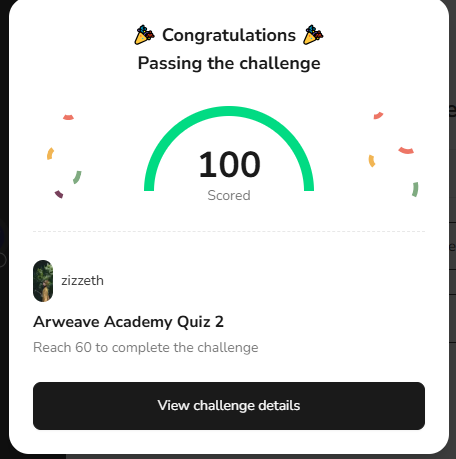 Congratulations
Passing the challenge
100
Scored
zizzeth
Arweave Academy Quiz 2
Reach 60 to complete the challenge
View challenge details